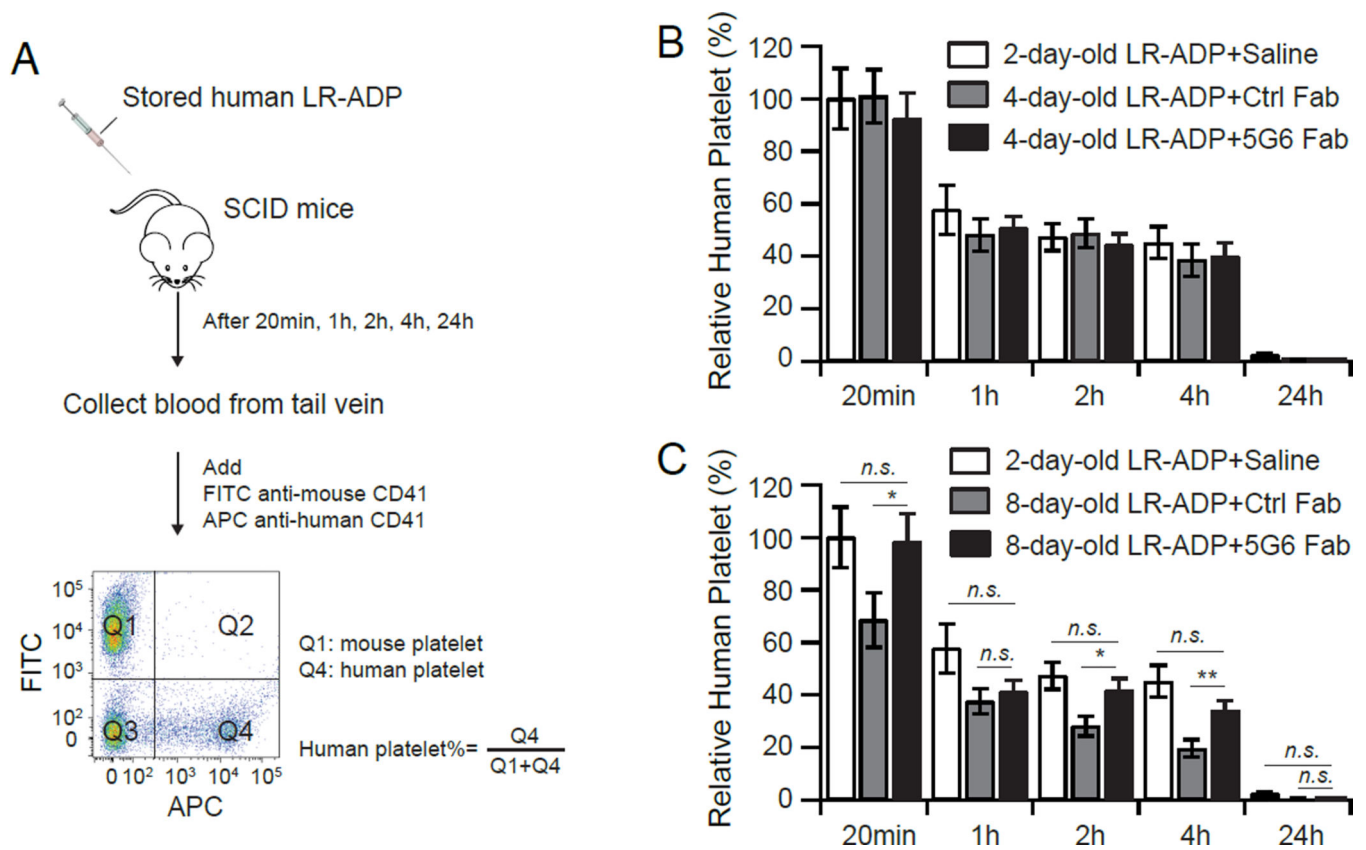 A
Stored human LR-ADP
SCID mice
After 20min, 1h, 2h, 4h, 24h
Collect blood from tail vein
Add
FITC anti-mouse CD41
APC anti-human CD41
FITC
10⁵
10⁴
10³
10²
0
Q1
Q2
Q3
Q4
0 10² 10³ 10⁴ 10⁵
APC
Q1: mouse platelet
Q4: human platelet
Human platelet%= Q4
Q1+Q4
B
Relative Human Platelet (%)
120
100
80
60
40
20
0
2-day-old LR-ADP+Saline
4-day-old LR-ADP+Ctrl Fab
4-day-old LR-ADP+5G6 Fab
20min 1h 2h 4h 24h
C
Relative Human Platelet (%)
120
100
80
60
40
20
0
2-day-old LR-ADP+Saline
8-day-old LR-ADP+Ctrl Fab
8-day-old LR-ADP+5G6 Fab
n.s.
*
n.s.
n.s.
n.s.
*
n.s.
**
n.s.
n.s.
20min 1h 2h 4h 24h